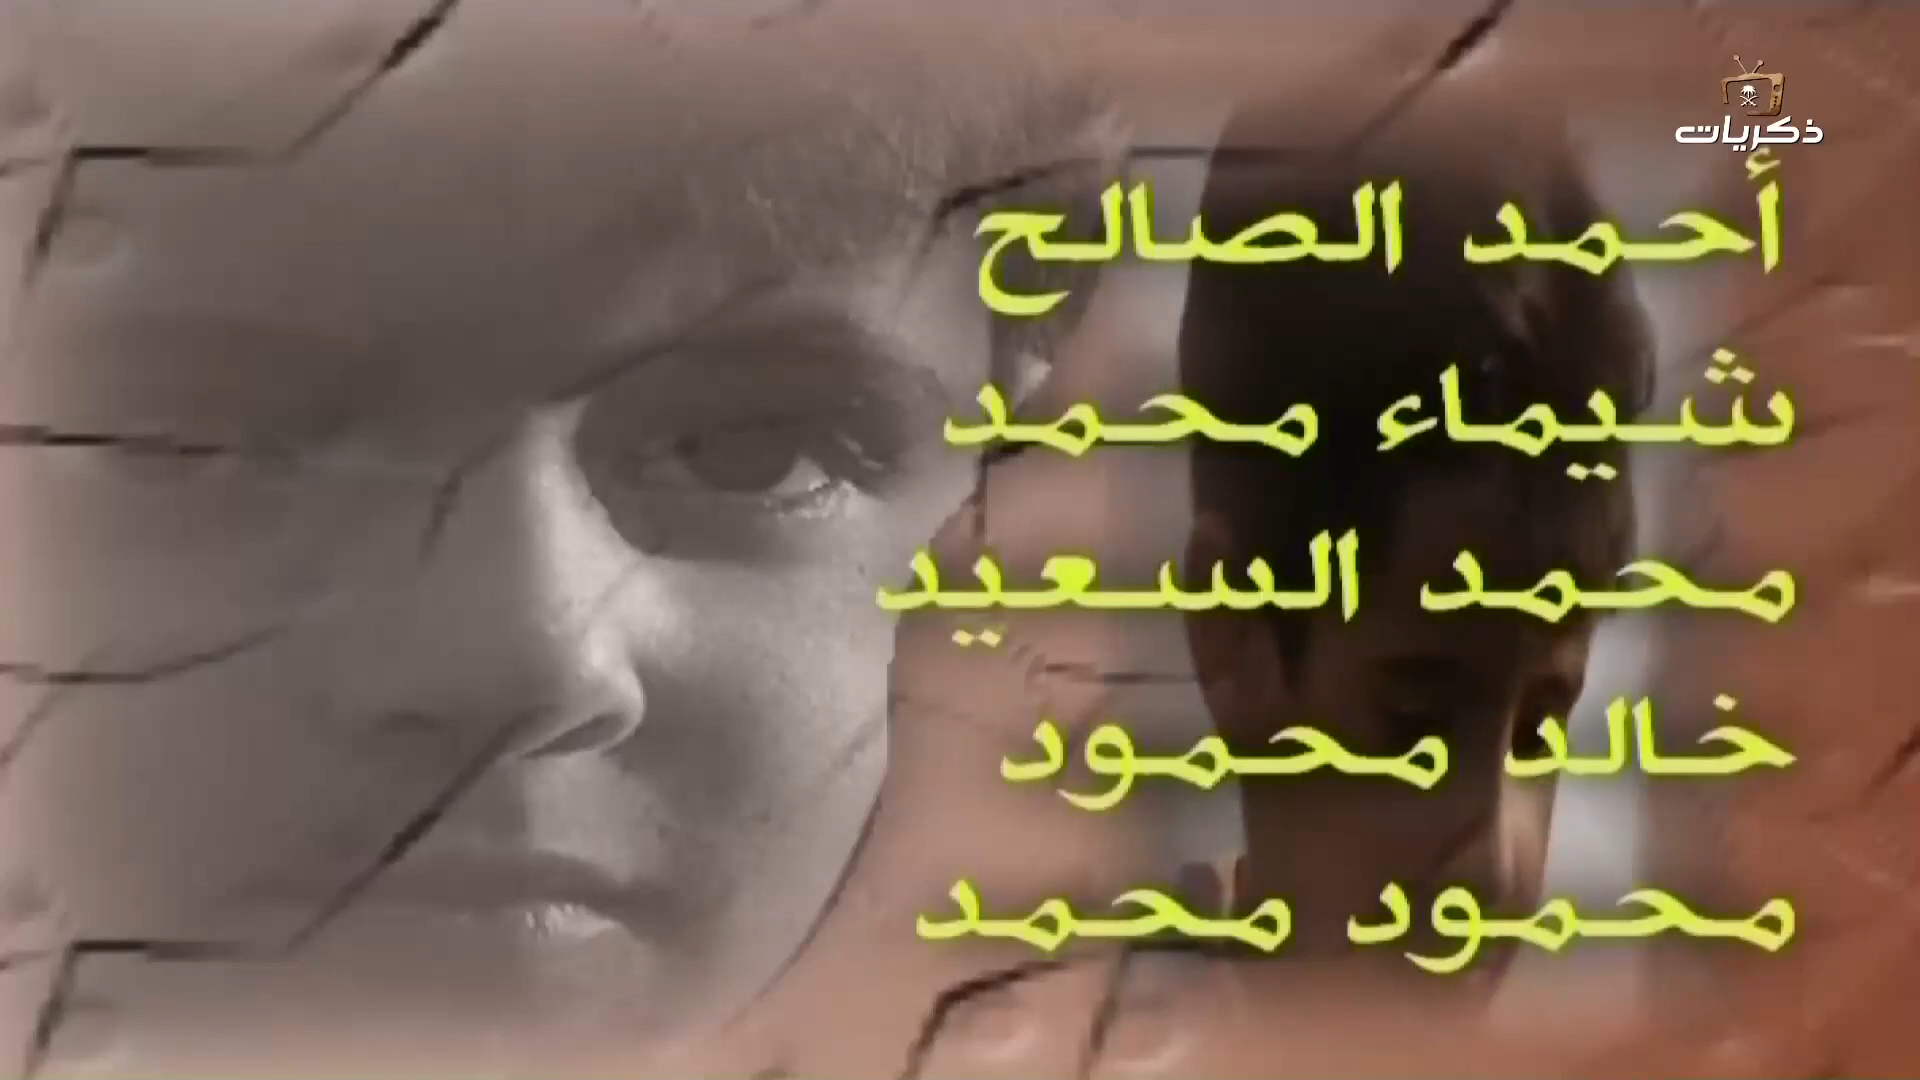 ذكريات
أحمد الصالح
شيماء محمد
محمد السعيد
خالد محمود
محمود محمد